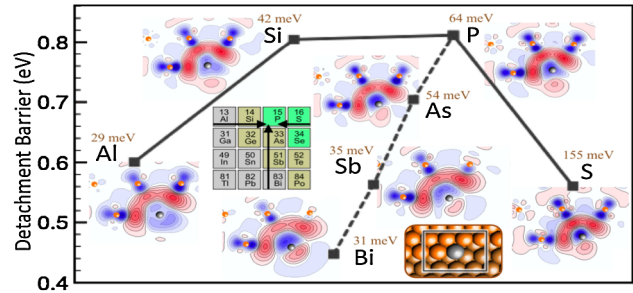 42 meV
64 meV
Si
P
0.8
54 meV
As
0.7
Detachment Barrier (eV)
13 14 15 16
Al Si P S
31 32 33 34
Ga Ge As Se
49 50 51 52
In Sn Sb Te
81 82 83 84
Tl Pb Bi Po
29 meV
Al
35 meV
Sb
155 meV
S
0.6
0.5
31 meV
Bi
0.4